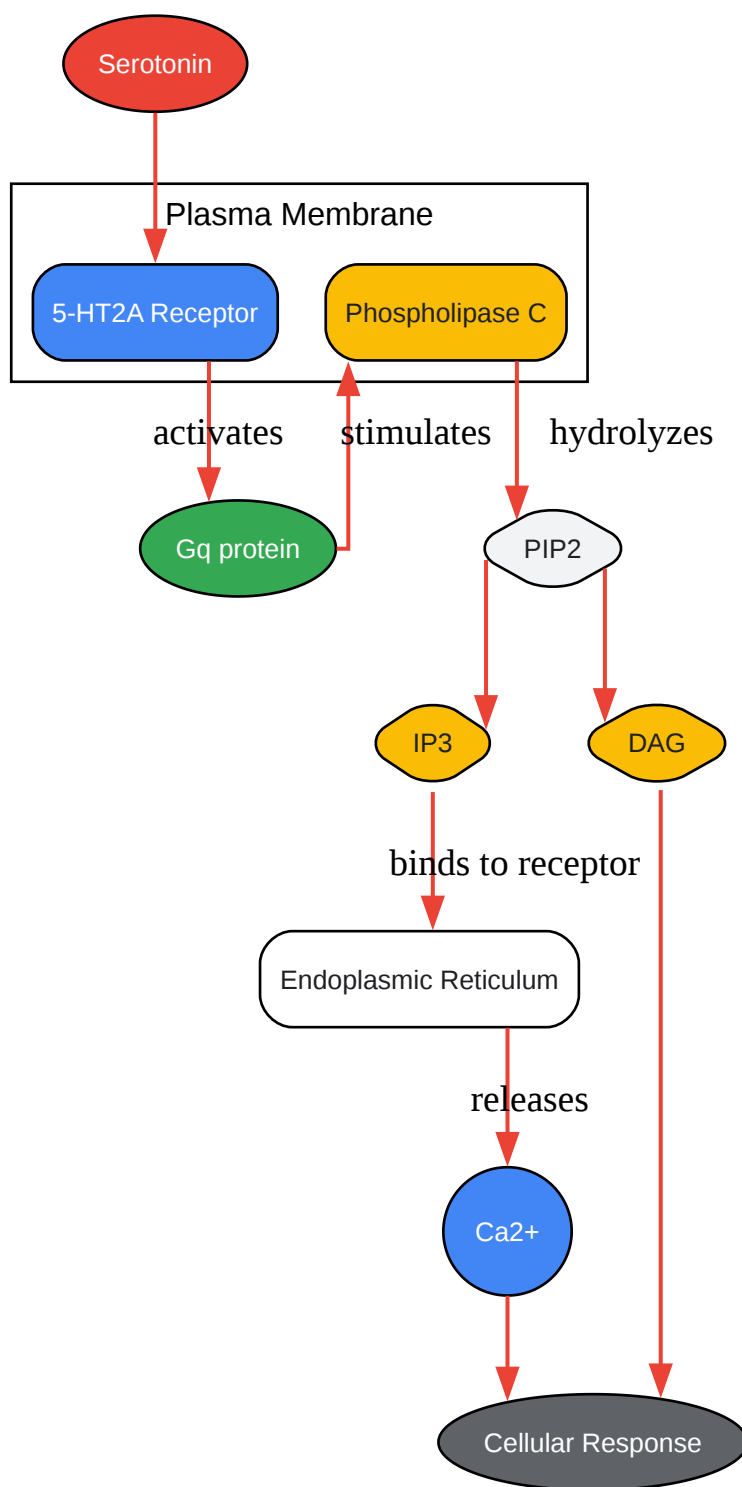 Serotonin
Plasma Membrane
5-HT2A Receptor
Phospholipase C
activates
stimulates
hydrolyzes
Gq protein
PIP2
IP3
DAG
binds to receptor
Endoplasmic Reticulum
releases
Ca2+
Cellular Response